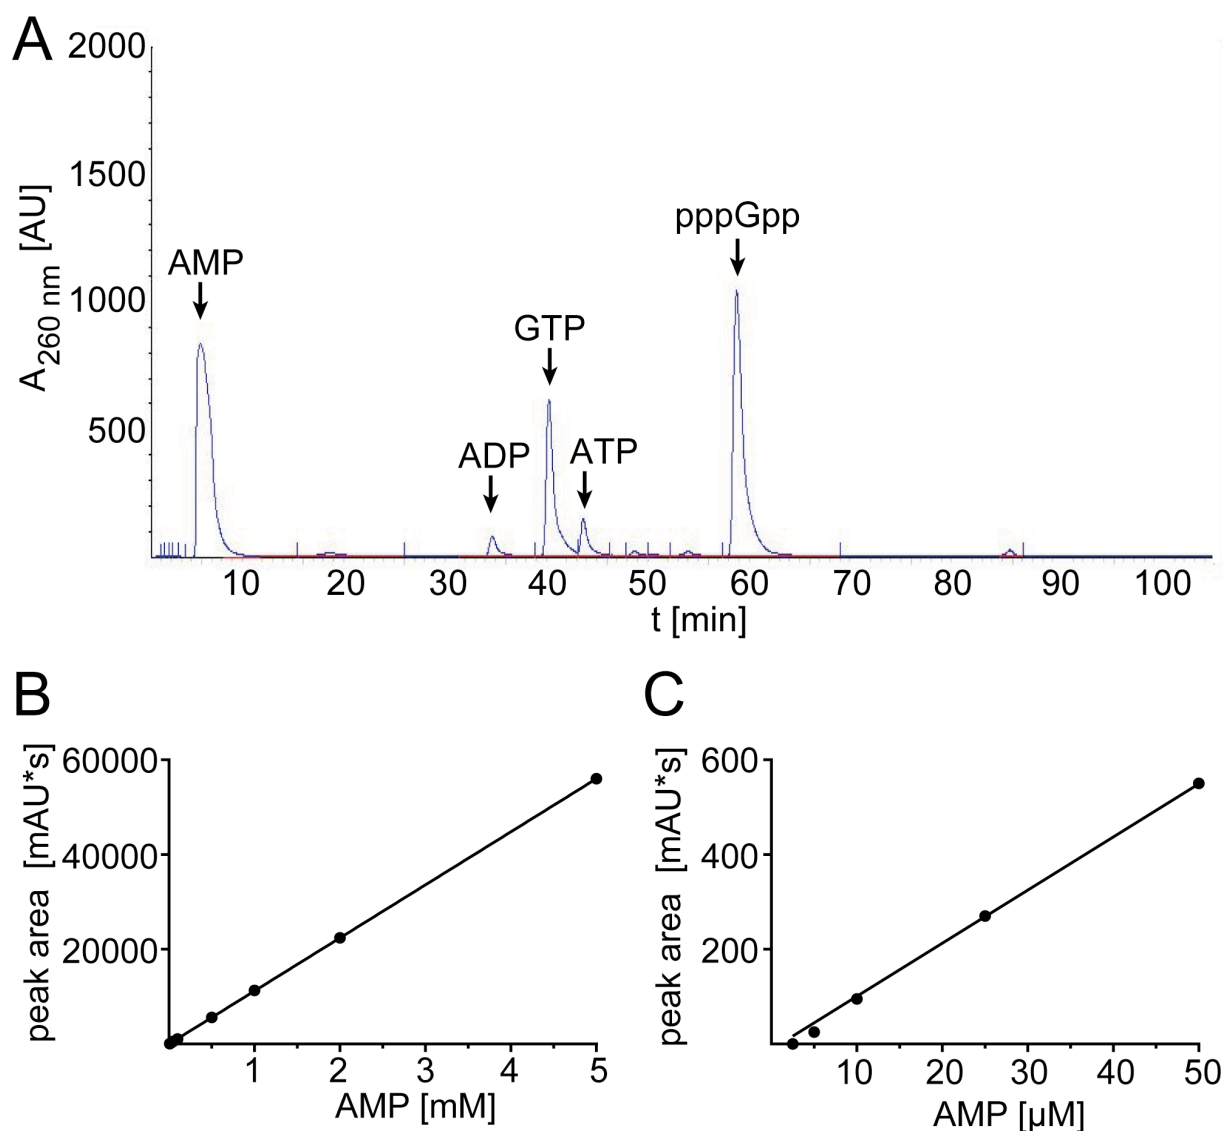 A
2000
1500
1000
500
A260 nm [AU]
AMP
ADP
GTP
ATP
pppGpp
10 20 30 40 50 60 70 80 90 100
t [min]
B
60000
40000
20000
peak area [mAU*s]
1 2 3 4 5
AMP [mM]
C
600
400
200
peak area [mAU*s]
10 20 30 40 50
AMP [µM]